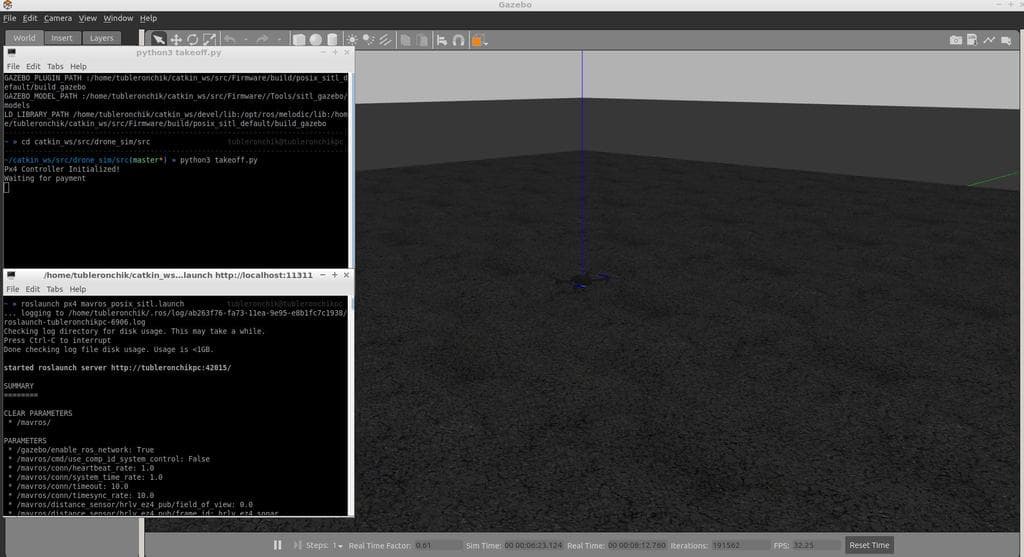 Gazebo
File Edit Camera View Window Help
World Insert Layers
python3 takeoff.py
File Edit Tabs Help
GAZEBO_PLUGIN_PATH :/home/tubleronchik/catkin_ws/src/Firmware/build/posix_sitl_d
efault/build_gazebo
GAZEBO_MODEL_PATH :/home/tubleronchik/catkin_ws/src/Firmware//Tools/sitl_gazebo/
models
LD_LIBRARY_PATH /home/tubleronchik/catkin_ws/devel/lib:/opt/ros/melodic/lib:/hom
e/tubleronchik/catkin_ws/src/Firmware/build/posix_sitl_default/build_gazebo
~ » cd catkin_ws/src/drone_sim/src tubleronchik@tubleronchikpc
~/catkin_ws/src/drone_sim/src(master*) » python3 takeoff.py
Px4 Controller Initialized!
Waiting for payment
/home/tubleronchik/catkin_ws...launch http://localhost:11311
File Edit Tabs Help
~ » roslaunch px4 mavros_posix_sitl.launch tubleronchik@tubleronchikpc
... logging to /home/tubleronchik/.ros/log/ab263f76-fa73-11ea-9e95-e8b1fc7c1938/
roslaunch-tubleronchikpc-6906.log
Checking log directory for disk usage. This may take a while.
Press Ctrl-C to interrupt
Done checking log file disk usage. Usage is <1GB.
started roslaunch server http://tubleronchikpc:42015/
SUMMARY
========
CLEAR PARAMETERS
* /mavros/
PARAMETERS
* /gazebo/enable_ros_network: True
* /mavros/cmd/use_comp_id_system_control: False
* /mavros/conn/heartbeat_rate: 1.0
* /mavros/conn/system_time_rate: 1.0
* /mavros/conn/timeout: 10.0
* /mavros/conn/timesync_rate: 10.0
* /mavros/distance_sensor/hrlv_ez4_pub/field_of_view: 0.0
* /mavros/distance_sensor/hrlv_ez4_pub/frame_id: hrlv_ez4_sonar
Steps: 1 Real Time Factor: 0.61 Sim Time: 00 00:06:23.124 Real Time: 00 00:08:12.760 Iterations: 191562 FPS: 32.25 Reset Time